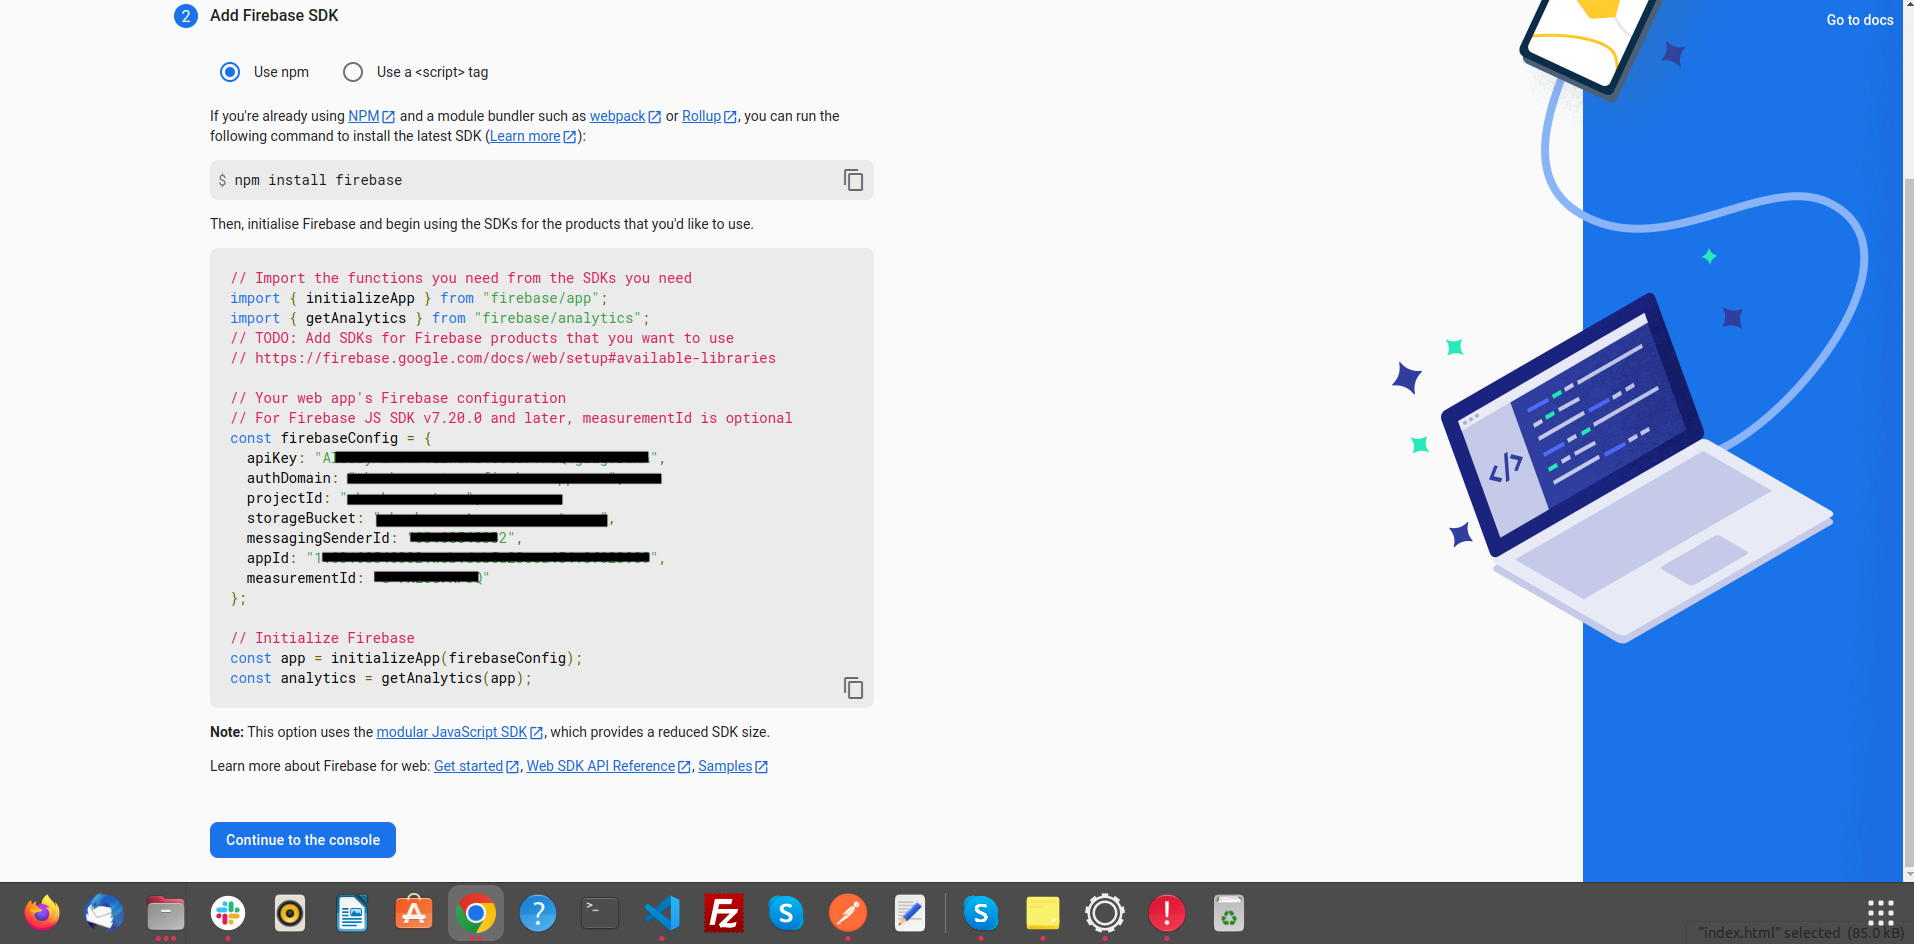 2 Add Firebase SDK
Go to docs
Use npm Use a <script> tag
If you're already using NPM and a module bundler such as webpack or Rollup, you can run the
following command to install the latest SDK (Learn more):
$ npm install firebase
Then, initialise Firebase and begin using the SDKs for the products that you'd like to use.
// Import the functions you need from the SDKs you need
import { initializeApp } from "firebase/app";
import { getAnalytics } from "firebase/analytics";
// TODO: Add SDKs for Firebase products that you want to use
// https://firebase.google.com/docs/web/setup#available-libraries
// Your web app's Firebase configuration
// For Firebase JS SDK v7.20.0 and later, measurementId is optional
const firebaseConfig = {
apiKey: "A",
authDomain:
projectId: "
storageBucket: ",
messagingSenderId: "2",
appId: "1",
measurementId: "
};
// Initialize Firebase
const app = initializeApp(firebaseConfig);
const analytics = getAnalytics(app);
Note: This option uses the modular JavaScript SDK, which provides a reduced SDK size.
Learn more about Firebase for web: Get started, Web SDK API Reference, Samples
Continue to the console
"index.html" selected (85.0 kB)